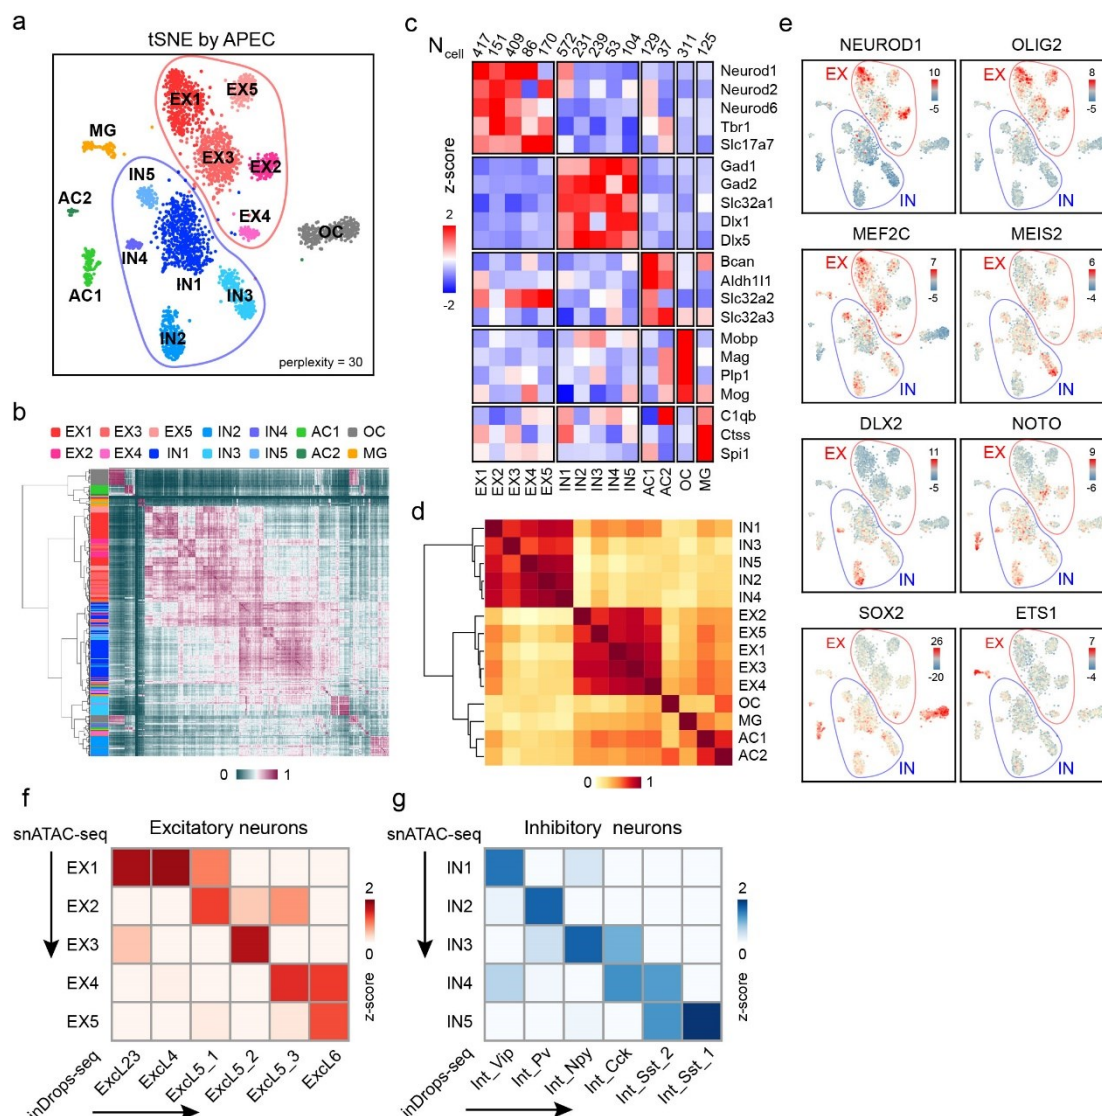 a
tSNE by APEC
EX1
EX5
MG
EX3
EX2
AC2
IN5
EX4
OC
IN4
AC1
IN1
IN3
IN2
perplexity = 30
b
EX1 EX3 EX5 IN2 IN4 AC1 OC
EX2 EX4 IN1 IN3 IN5 AC2 MG
0 1
c
Ncell
417 151 409 86 170 572 231 239 53 104 129 37 311 125
z-score
2
-2
Neurod1
Neurod2
Neurod6
Tbr1
Slc17a7
Gad1
Gad2
Slc32a1
Dlx1
Dlx5
Bcan
Aldh1l1
Slc32a2
Slc32a3
Mobp
Mag
Plp1
Mog
C1qb
Ctss
Spi1
EX1 EX2 EX3 EX4 EX5 IN1 IN2 IN3 IN4 IN5 AC1 AC2 OC MG
d
IN1
IN3
IN5
IN2
IN4
EX2
EX5
EX1
EX3
EX4
OC
MG
AC1
AC2
0 1
e
NEUROD1
EX
10
-5
IN
OLIG2
EX
8
-5
IN
MEF2C
EX
7
-5
IN
MEIS2
EX
6
-4
IN
DLX2
EX
11
-5
IN
NOTO
EX
9
-6
IN
SOX2
EX
26
-20
IN
ETS1
EX
7
-4
IN
f
snATAC-seq
Excitatory neurons
EX1
EX2
EX3
EX4
EX5
2
0
z-score
inDrops-seq
ExcL23 ExcL4 ExcL5_1 ExcL5_2 ExcL5_3 ExcL6
g
snATAC-seq
Inhibitory neurons
IN1
IN2
IN3
IN4
IN5
2
0
z-score
inDrops-seq
Int_Vip Int_Pv Int_Npy Int_Cck Int_Sst_2 Int_Sst_1